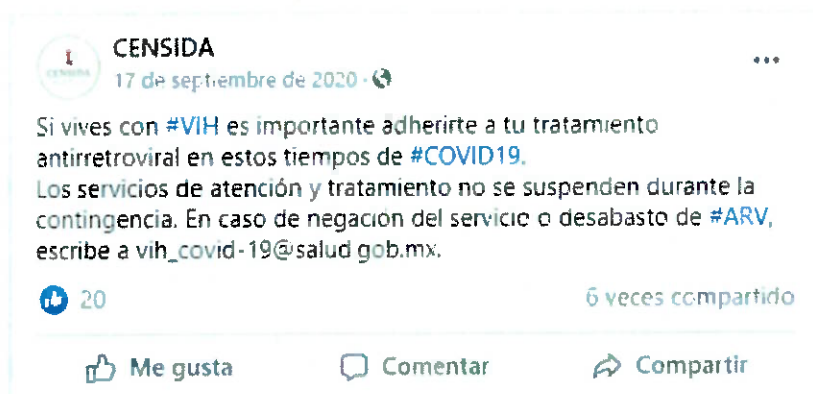 CENSIDA
17 de septiembre de 2020
Si vives con #VIH es importante adherirte a tu tratamiento
antirretroviral en estos tiempos de #COVID19.
Los servicios de atención y tratamiento no se suspenden durante la
contingencia. En caso de negación del servicio o desabasto de #ARV,
escribe a vih_covid-19@salud.gob.mx.
20
6 veces compartido
Me gusta
Comentar
Compartir